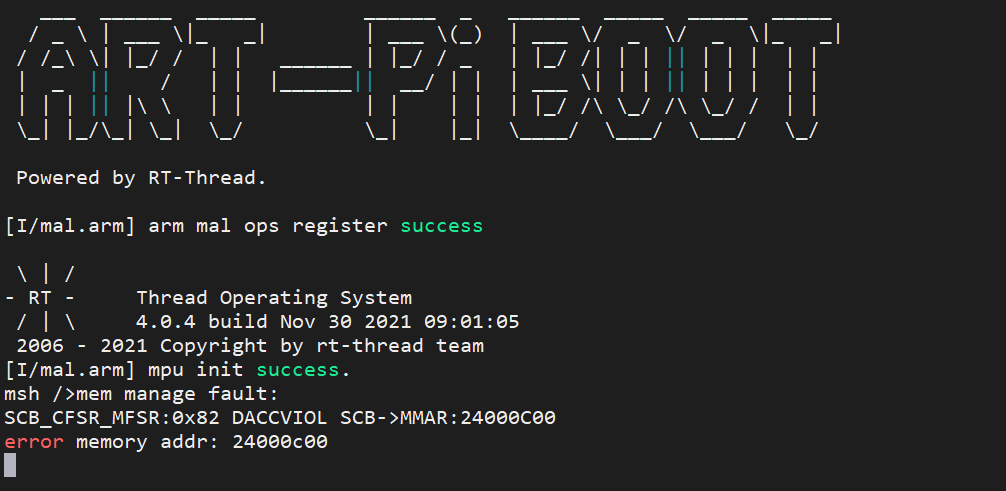 ART-Pi BOOT
Powered by RT-Thread.
[I/mal.arm] arm mal ops register success
\ | /
- RT -     Thread Operating System
/ | \     4.0.4 build Nov 30 2021 09:01:05
2006 - 2021 Copyright by rt-thread team
[I/mal.arm] mpu init success.
msh />mem manage fault:
SCB_CFSR_MFSR:0x82 DACCVIOL SCB->MMAR:24000C00
error memory addr: 24000c00